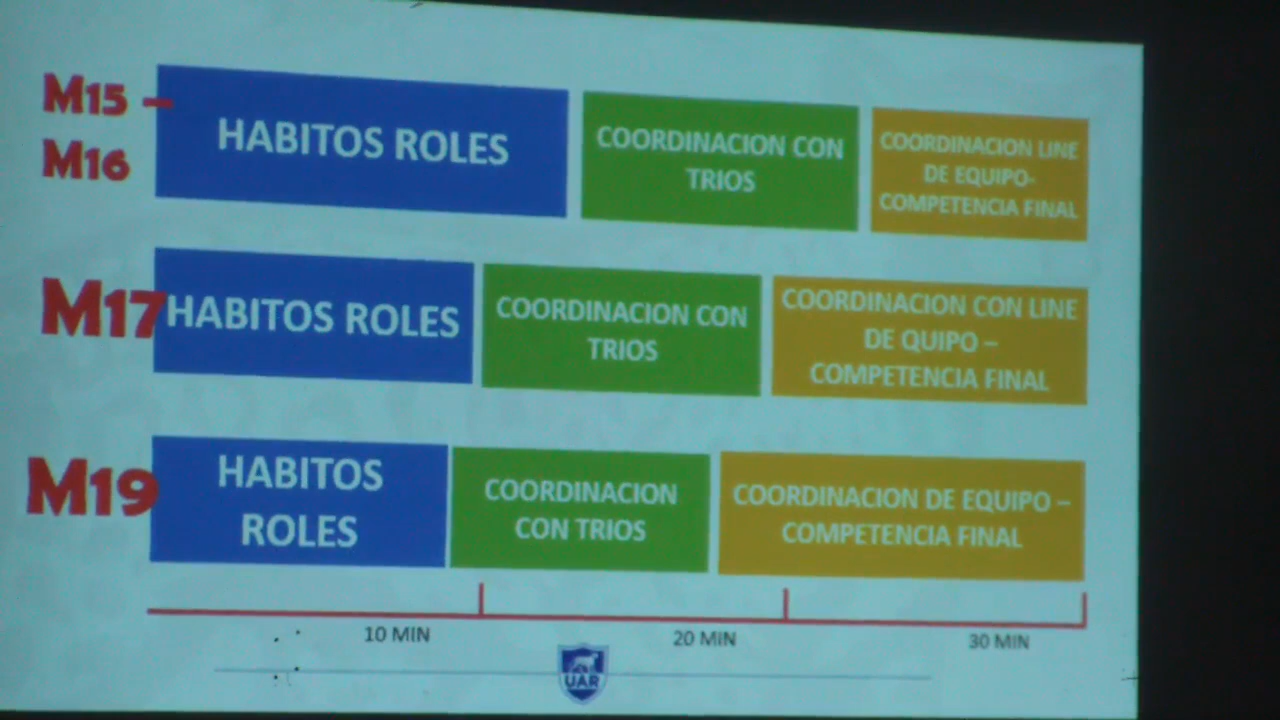 M15 -
M16
HABITOS ROLES
COORDINACION CON
TRIOS
COORDINACION LINE
DE EQUIPO-
COMPETENCIA FINAL
M17
HABITOS ROLES
COORDINACION CON
TRIOS
COORDINACION CON LINE
DE QUIPO –
COMPETENCIA FINAL
M19
HABITOS
ROLES
COORDINACION
CON TRIOS
COORDINACION DE EQUIPO –
COMPETENCIA FINAL
10 MIN
20 MIN
30 MIN
UAR